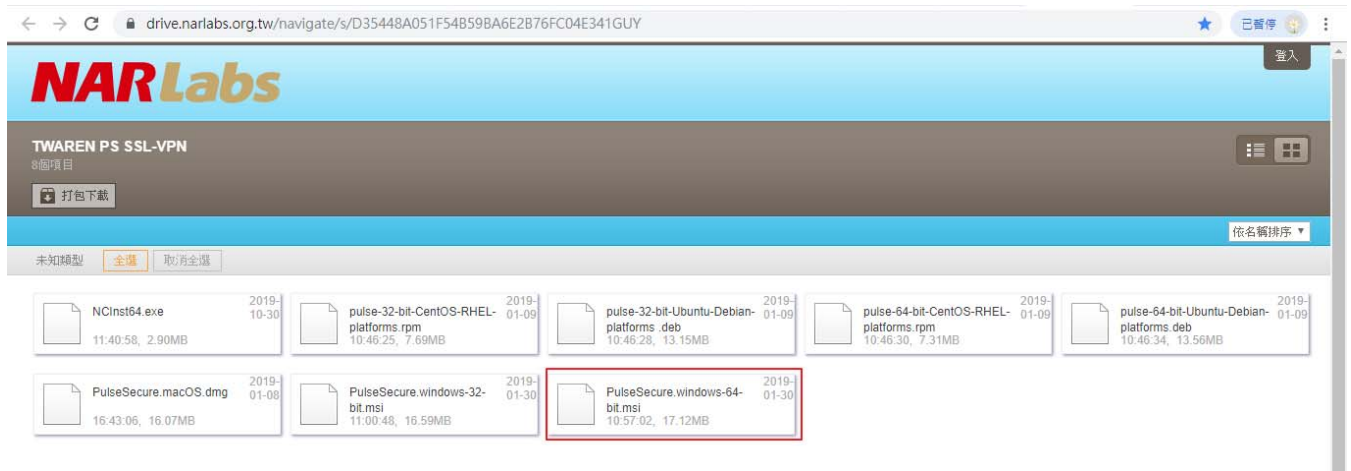 drive.narlabs.org.tw/navigate/s/D35448A051F54B59BA6E2B76FC04E341GUY
已暫停
登入
NARLabs
TWAREN PS SSL-VPN
8個項目
打包下載
依名稱排序
未知類型 全選 取消全選
NCInst64.exe
2019-10-30
11:40:58, 2.90MB
pulse-32-bit-CentOS-RHEL-
platforms.rpm
2019-01-09
10:46:25, 7.69MB
pulse-32-bit-Ubuntu-Debian-
platforms .deb
2019-01-09
10:46:28, 13.15MB
pulse-64-bit-CentOS-RHEL-
platforms.rpm
2019-01-09
10:46:30, 7.31MB
pulse-64-bit-Ubuntu-Debian-
platforms.deb
2019-01-09
10:46:34, 13.56MB
PulseSecure.macOS.dmg
2019-01-08
16:43:06, 16.07MB
PulseSecure.windows-32-
bit.msi
2019-01-30
11:00:48, 16.59MB
PulseSecure.windows-64-
bit.msi
2019-01-30
10:57:02, 17.12MB